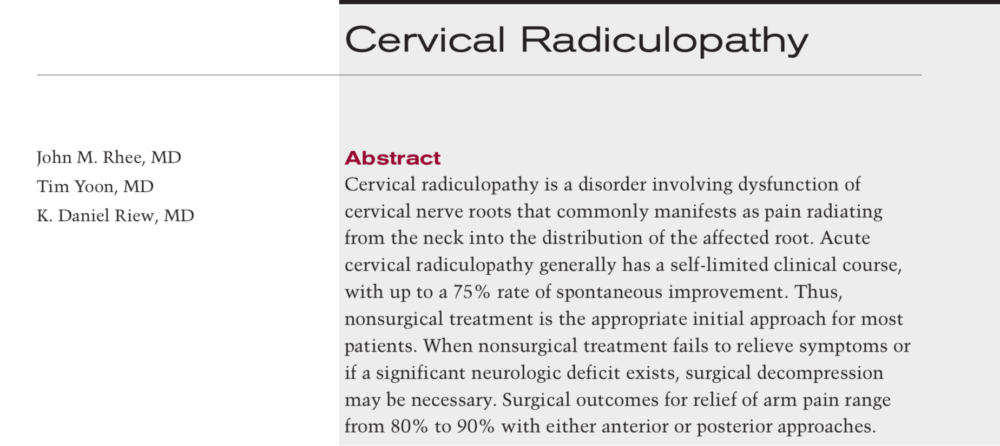 Cervical Radiculopathy
John M. Rhee, MD
Tim Yoon, MD
K. Daniel Riew, MD
Abstract
Cervical radiculopathy is a disorder involving dysfunction of
cervical nerve roots that commonly manifests as pain radiating
from the neck into the distribution of the affected root. Acute
cervical radiculopathy generally has a self-limited clinical course,
with up to a 75% rate of spontaneous improvement. Thus,
nonsurgical treatment is the appropriate initial approach for most
patients. When nonsurgical treatment fails to relieve symptoms or
if a significant neurologic deficit exists, surgical decompression
may be necessary. Surgical outcomes for relief of arm pain range
from 80% to 90% with either anterior or posterior approaches.